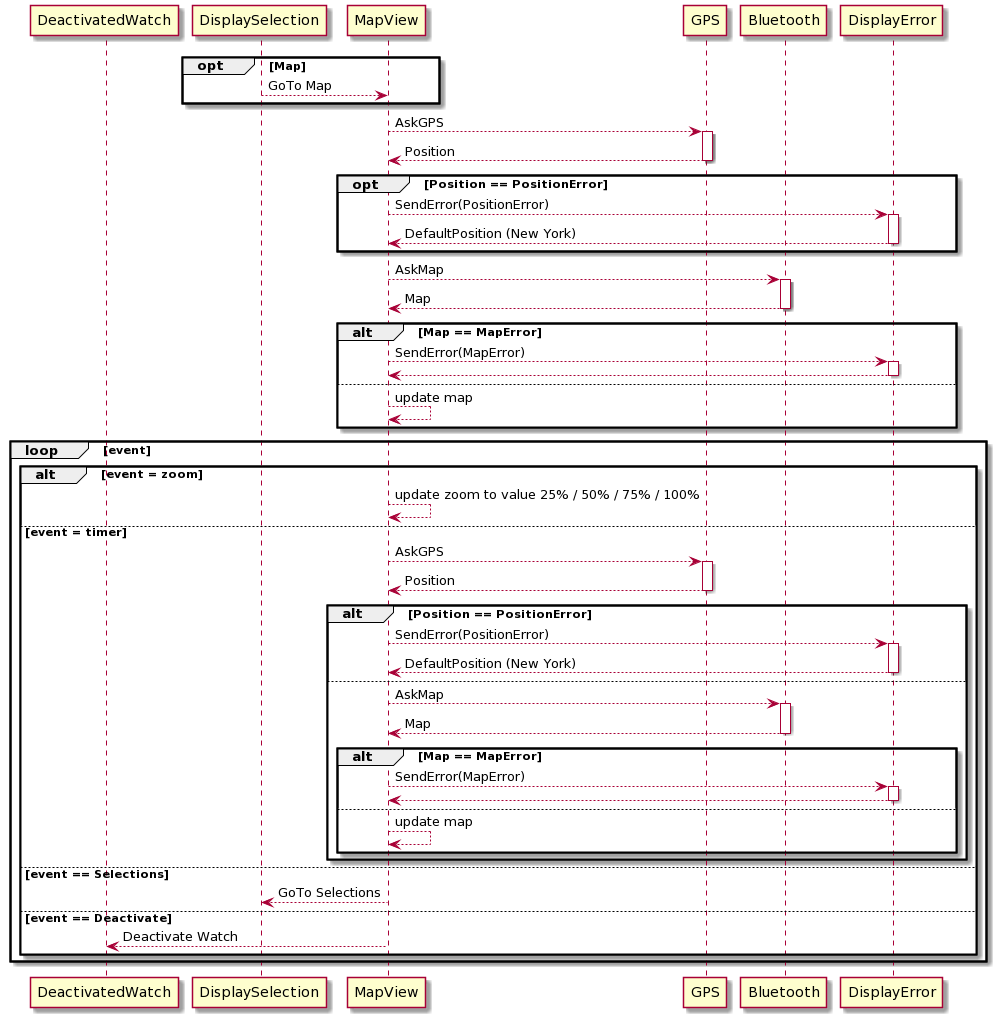 DeactivatedWatch DisplaySelection MapView GPS Bluetooth DisplayError
opt [Map]
GoTo Map
AskGPS
Position
opt [Position == PositionError]
SendError(PositionError)
DefaultPosition (New York)
AskMap
Map
alt [Map == MapError]
SendError(MapError)
update map
loop [event]
alt [event = zoom]
update zoom to value 25% / 50% / 75% / 100%
[event = timer]
AskGPS
Position
alt [Position == PositionError]
SendError(PositionError)
DefaultPosition (New York)
AskMap
Map
alt [Map == MapError]
SendError(MapError)
update map
[event == Selections]
GoTo Selections
[event == Deactivate]
Deactivate Watch
DeactivatedWatch DisplaySelection MapView GPS Bluetooth DisplayError